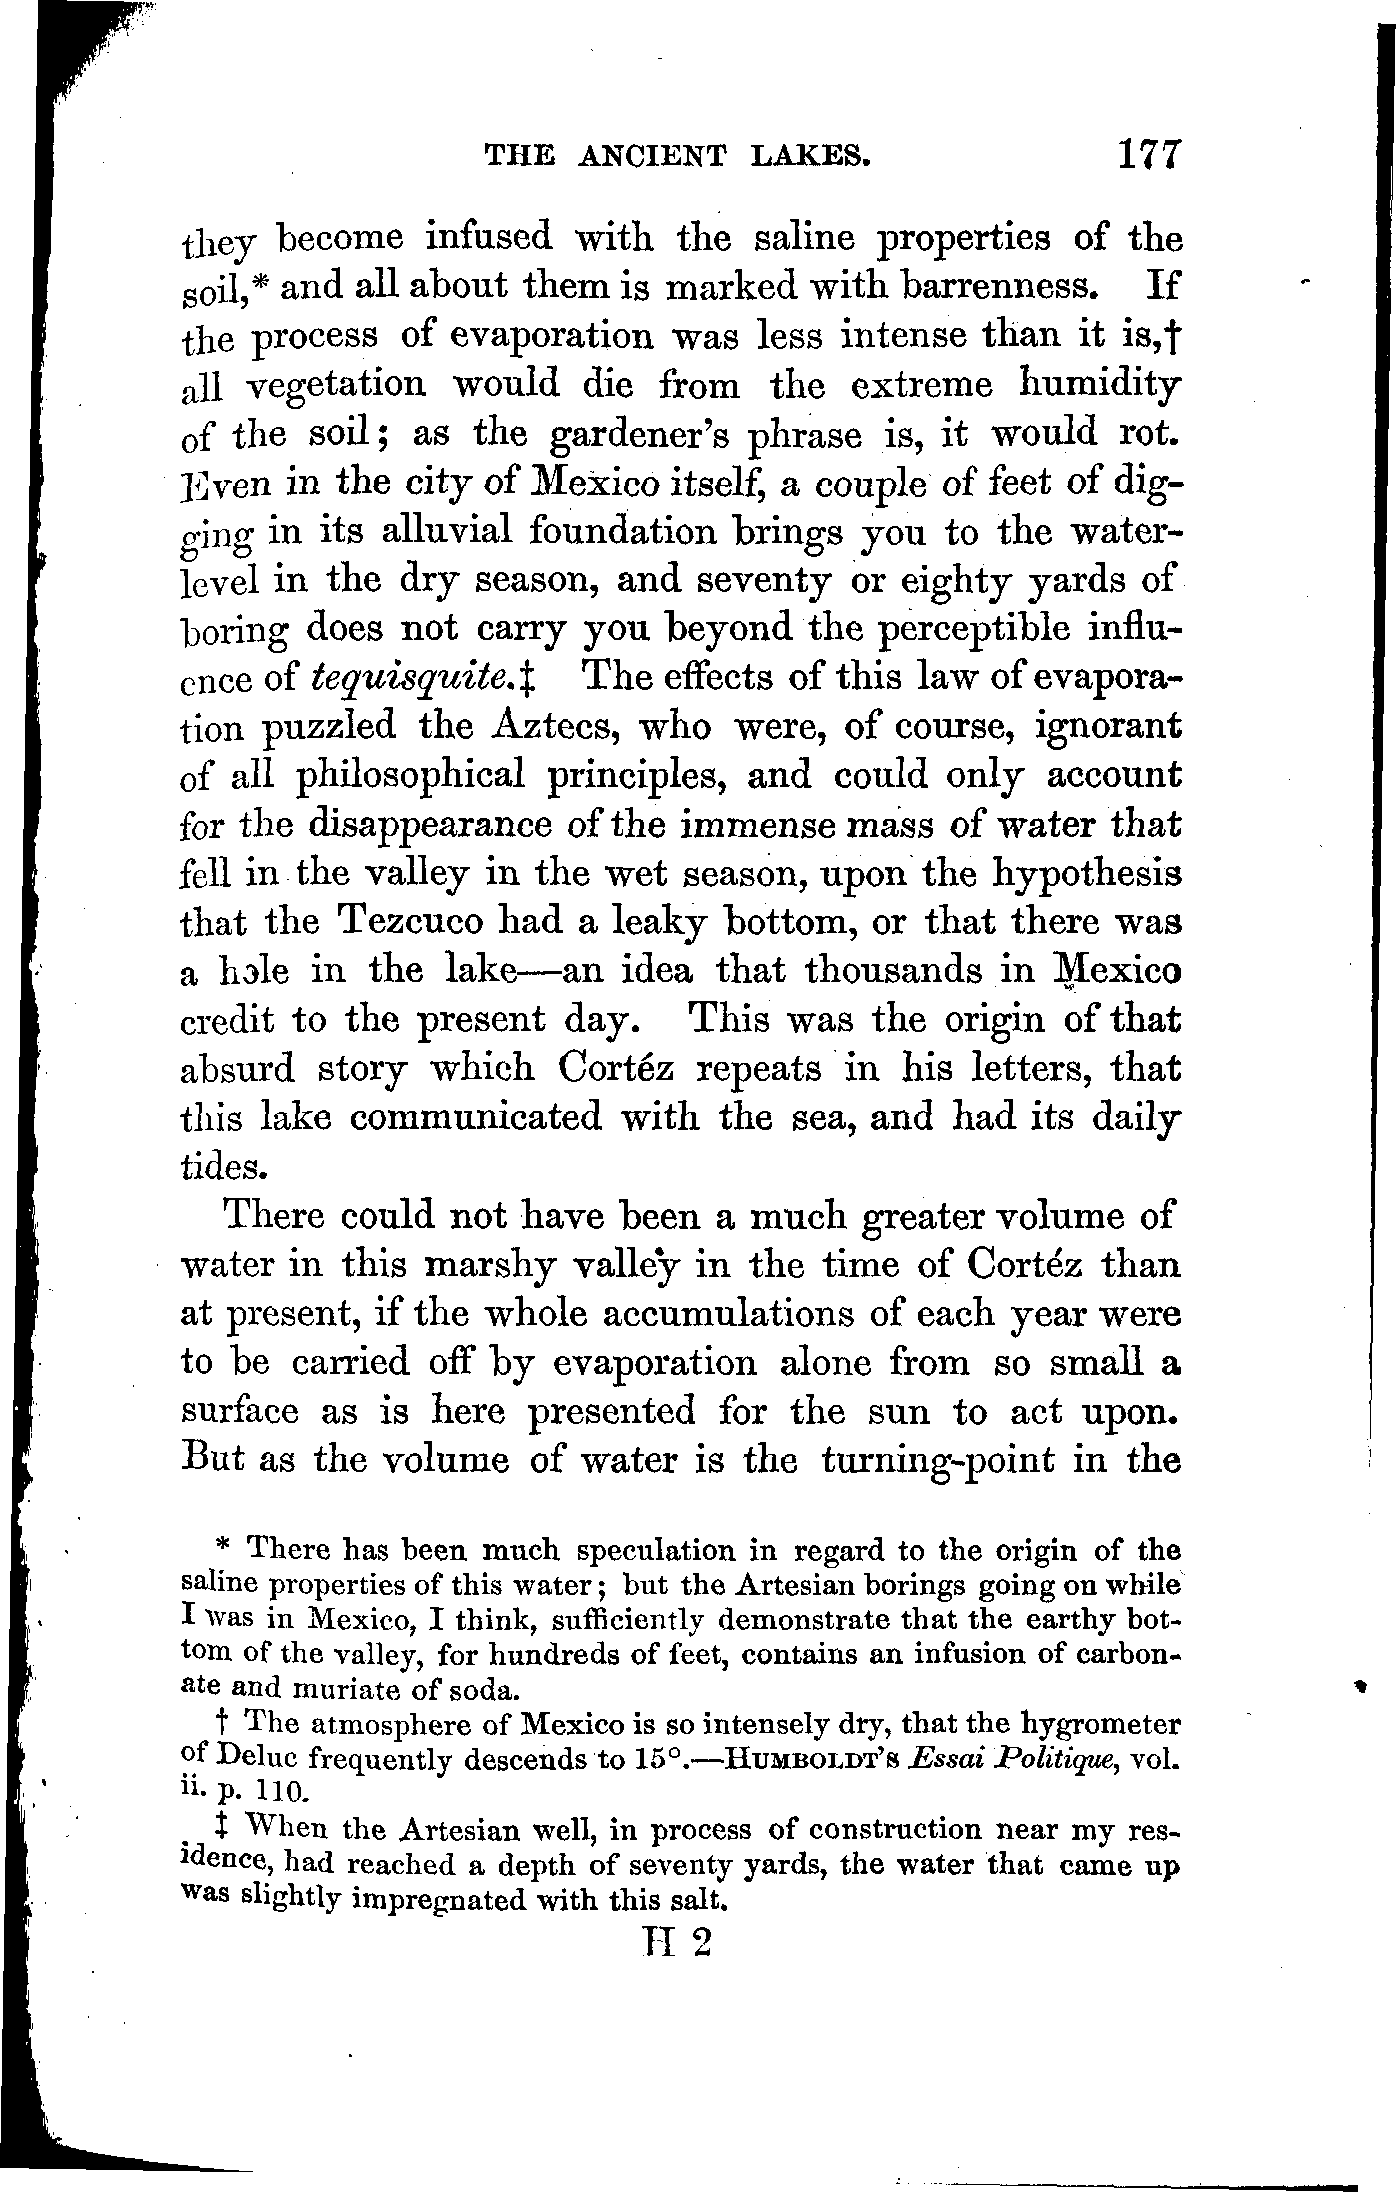 THE ANCIENT LAKES. 177
they become infused with the saline properties of the
soil,* and all about them is marked with barrenness. If
the process of evaporation was less intense than it is,†
all vegetation would die from the extreme humidity
of the soil; as the gardener's phrase is, it would rot.
Even in the city of Mexico itself, a couple of feet of dig-
ging in its alluvial foundation brings you to the water-
level in the dry season, and seventy or eighty yards of
boring does not carry you beyond the perceptible influ-
ence of tequisquite.‡ The effects of this law of evapora-
tion puzzled the Aztecs, who were, of course, ignorant
of all philosophical principles, and could only account
for the disappearance of the immense mass of water that
fell in the valley in the wet season, upon the hypothesis
that the Tezcuco had a leaky bottom, or that there was
a hole in the lake—an idea that thousands in Mexico
credit to the present day. This was the origin of that
absurd story which Cortéz repeats in his letters, that
this lake communicated with the sea, and had its daily
tides.
There could not have been a much greater volume of
water in this marshy valley in the time of Cortéz than
at present, if the whole accumulations of each year were
to be carried off by evaporation alone from so small a
surface as is here presented for the sun to act upon.
But as the volume of water is the turning-point in the
* There has been much speculation in regard to the origin of the
saline properties of this water; but the Artesian borings going on while
I was in Mexico, I think, sufficiently demonstrate that the earthy bot-
tom of the valley, for hundreds of feet, contains an infusion of carbon-
ate and muriate of soda.
† The atmosphere of Mexico is so intensely dry, that the hygrometer
of Deluc frequently descends to 15°.—HUMBOLDT'S Essai Politique, vol.
ii. p. 110.
‡ When the Artesian well, in process of construction near my res-
idence, had reached a depth of seventy yards, the water that came up
was slightly impregnated with this salt.
H 2